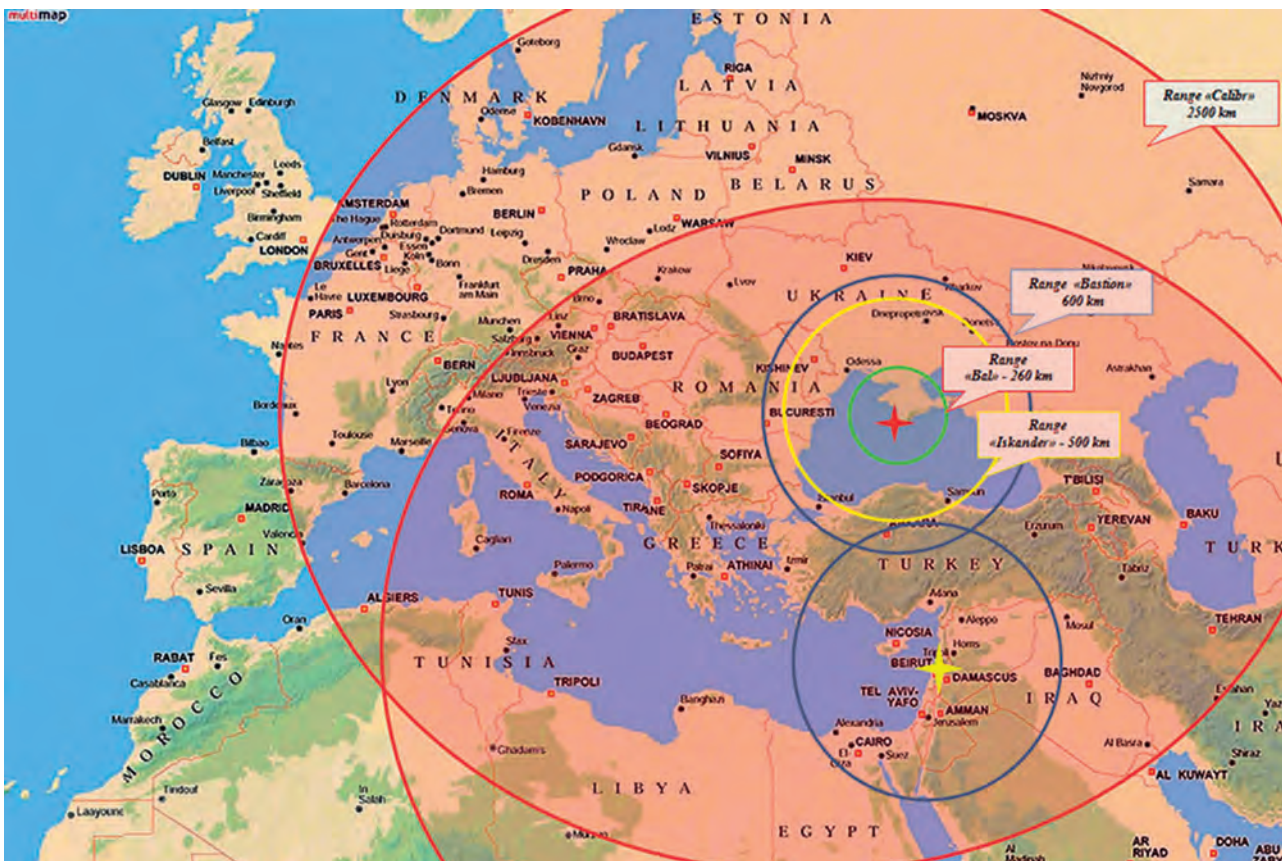 multimap
ESTONIA
Goteborg
RIGA
LATVIA
Nizhniy
Novgorod
Range «Calibr»
2500 km
Glasgow
Edinburgh
DENMARK
Odense
KOBENHAVN
MOSKVA
LITHUANIA
Belfast
Gdansk
VILNIUS
MINSK
Leeds
DUBLIN
Manchester
Liverpool
Sheffield
Hamburg
Bremen
POLAND
BELARUS
Samara
Birmingham
AMSTERDAM
The Hague
Rotterdam
BERLIN
WARSAW
Cardiff
LONDON
Antwerpen
Duisburg
Dortmund
Essen
Leipzig
Lodz
Wroclaw
Gent
BRUXELLES
Koln
Bonn
Liege
Dresden
KIEV
PRAHA
Krakow
Lvov
Kharkov
Le
Havre
LUXEMBOURG
Frankfurt
am Main
Brno
UKRAINE
Range «Bastion»
600 km
PARIS
Strasbourg
FRANCE
Munchen
Linz
BRATISLAVA
Dnepropetrovsk
Donets
Nantes
Salzburg
VIENNA
Innsbruck
Graz
BUDAPEST
Rostov na Donu
BERN
KISHINEV
Odessa
Range
«Bal» - 260 km
Astrakhan
LJUBLJANA
ROMANIA
Lyon
Milano
Trieste
ZAGREB
Venezia
Torino
Bordeaux
Genova
BEOGRAD
BUCURESTI
Range
«Iskander» - 500 km
Toulouse
Marseille
Firenze
SARAJEVO
Bilbao
ITALY
SOFIYA
PODGORICA
Porto
Zaragoza
Barcelona
ROMA
SKOPJE
TIRANE
Istanbul
Samsun
T'BILISI
MADRID
Napoli
Thessaloniki
ANKARA
Erzurum
YEREVAN
BAKU
Valencia
LISBOA
SPAIN
Cagliari
GREECE
TURK
Patrai
ATHINAI
Izmir
TURKEY
Palermo
Tabriz
Sevilla
ALGIERS
TUNIS
Adana
Aleppo
Mosul
TEHRAN
Oran
Sfax
NICOSIA
Tripoli
Homs
RABAT
Fes
TUNISIA
BEIRUT
DAMASCUS
BAGHDAD
Casablanca
TRIPOLI
Banghazi
TEL AVIV-
YAFO
AMMAN
IRAQ
Esfahan
Marrakech
MOROCCO
Alexandria
Jerusalem
IRA
Ghadamis
CAIRO
El-
Giza
Suez
Al Basra
Shiraz
AL KUWAYT
Tindouf
In
Salah
LIBYA
Laayoune
EGYPT
AR
RIYAD
DOHA
ABU
Al
Madinah